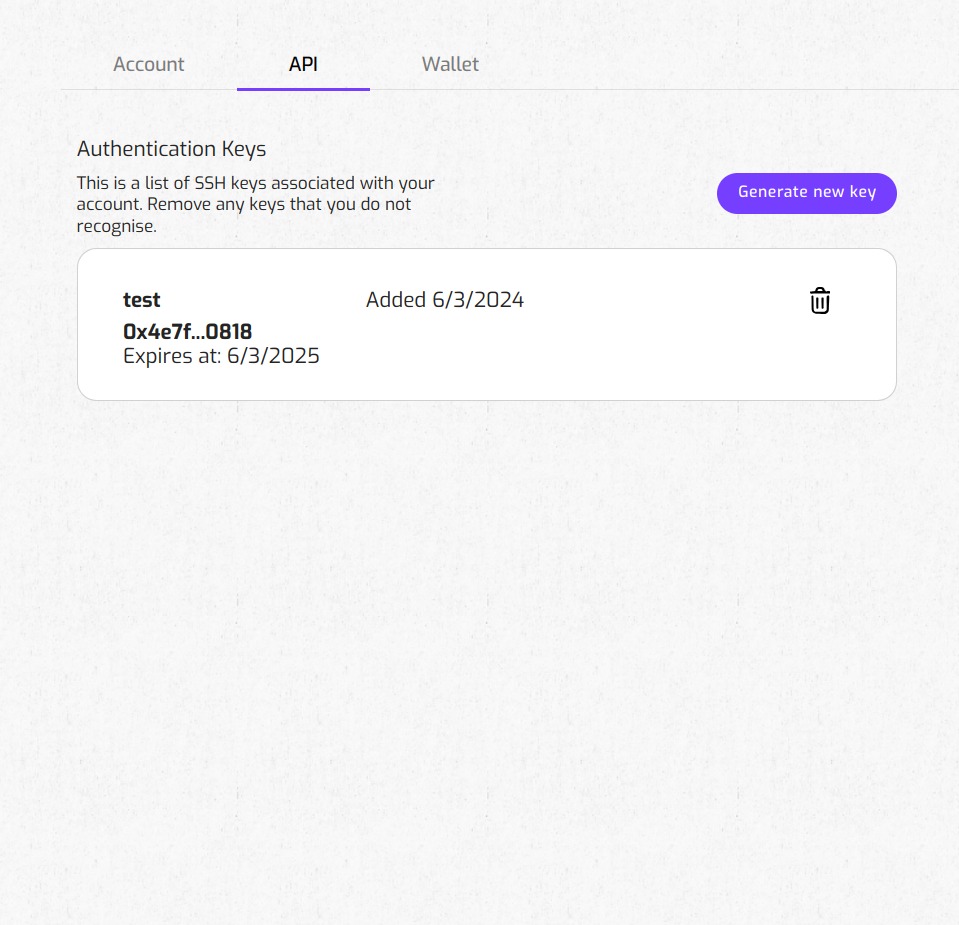 Account API Wallet
Authentication Keys
This is a list of SSH keys associated with your
account. Remove any keys that you do not
recognise.
Generate new key
test Added 6/3/2024
0x4e7f...0818
Expires at: 6/3/2025